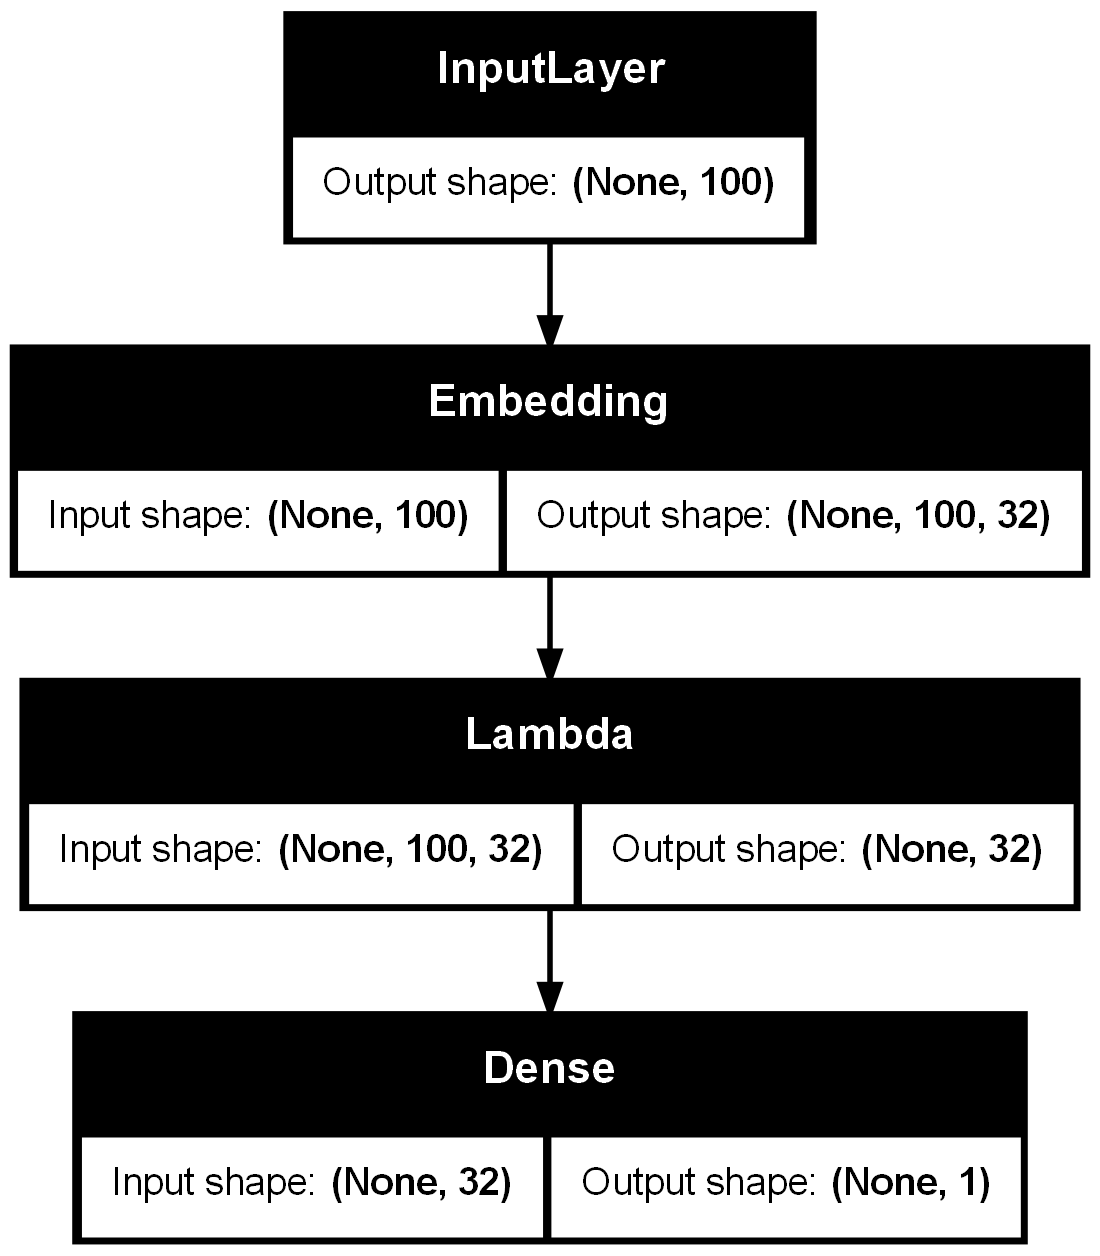 InputLayer
Output shape: (None, 100)
Embedding
Input shape: (None, 100) Output shape: (None, 100, 32)
Lambda
Input shape: (None, 100, 32) Output shape: (None, 32)
Dense
Input shape: (None, 32) Output shape: (None, 1)